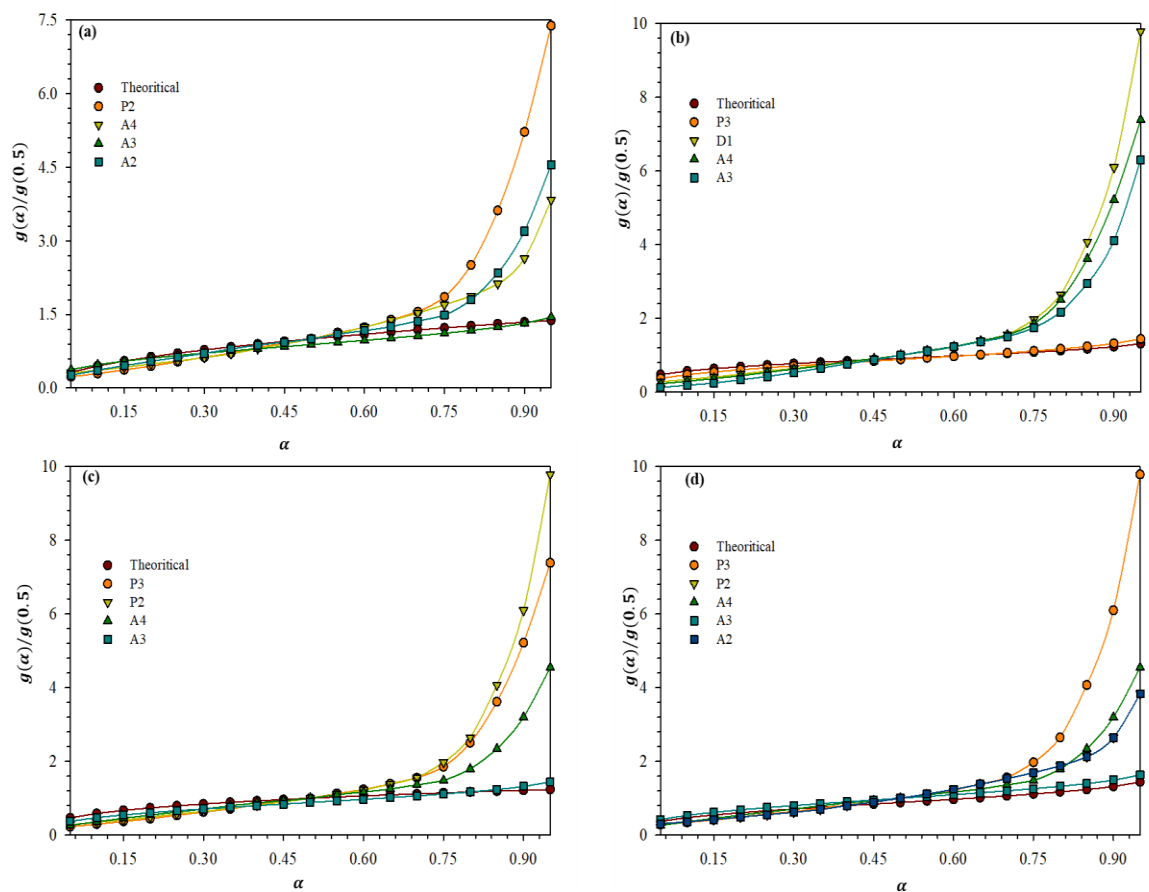 (a)
7.5
6.0
4.5
3.0
1.5
0.0
g(α)/g(0.5)
Theoritical
P2
A4
A3
A2
0.15 0.30 0.45 0.60 0.75 0.90
α
(b)
10
8
6
4
2
0
g(α)/g(0.5)
Theoritical
P3
D1
A4
A3
0.15 0.30 0.45 0.60 0.75 0.90
α
(c)
10
8
6
4
2
0
g(α)/g(0.5)
Theoritical
P3
P2
A4
A3
0.15 0.30 0.45 0.60 0.75 0.90
α
(d)
10
8
6
4
2
0
g(α)/g(0.5)
Theoritical
P3
P2
A4
A3
A2
0.15 0.30 0.45 0.60 0.75 0.90
α